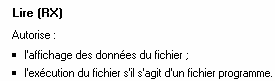 Lire (RX)
Autorise :
▪ l'affichage des données du fichier ;
▪ l'exécution du fichier s'il s'agit d'un fichier programme.